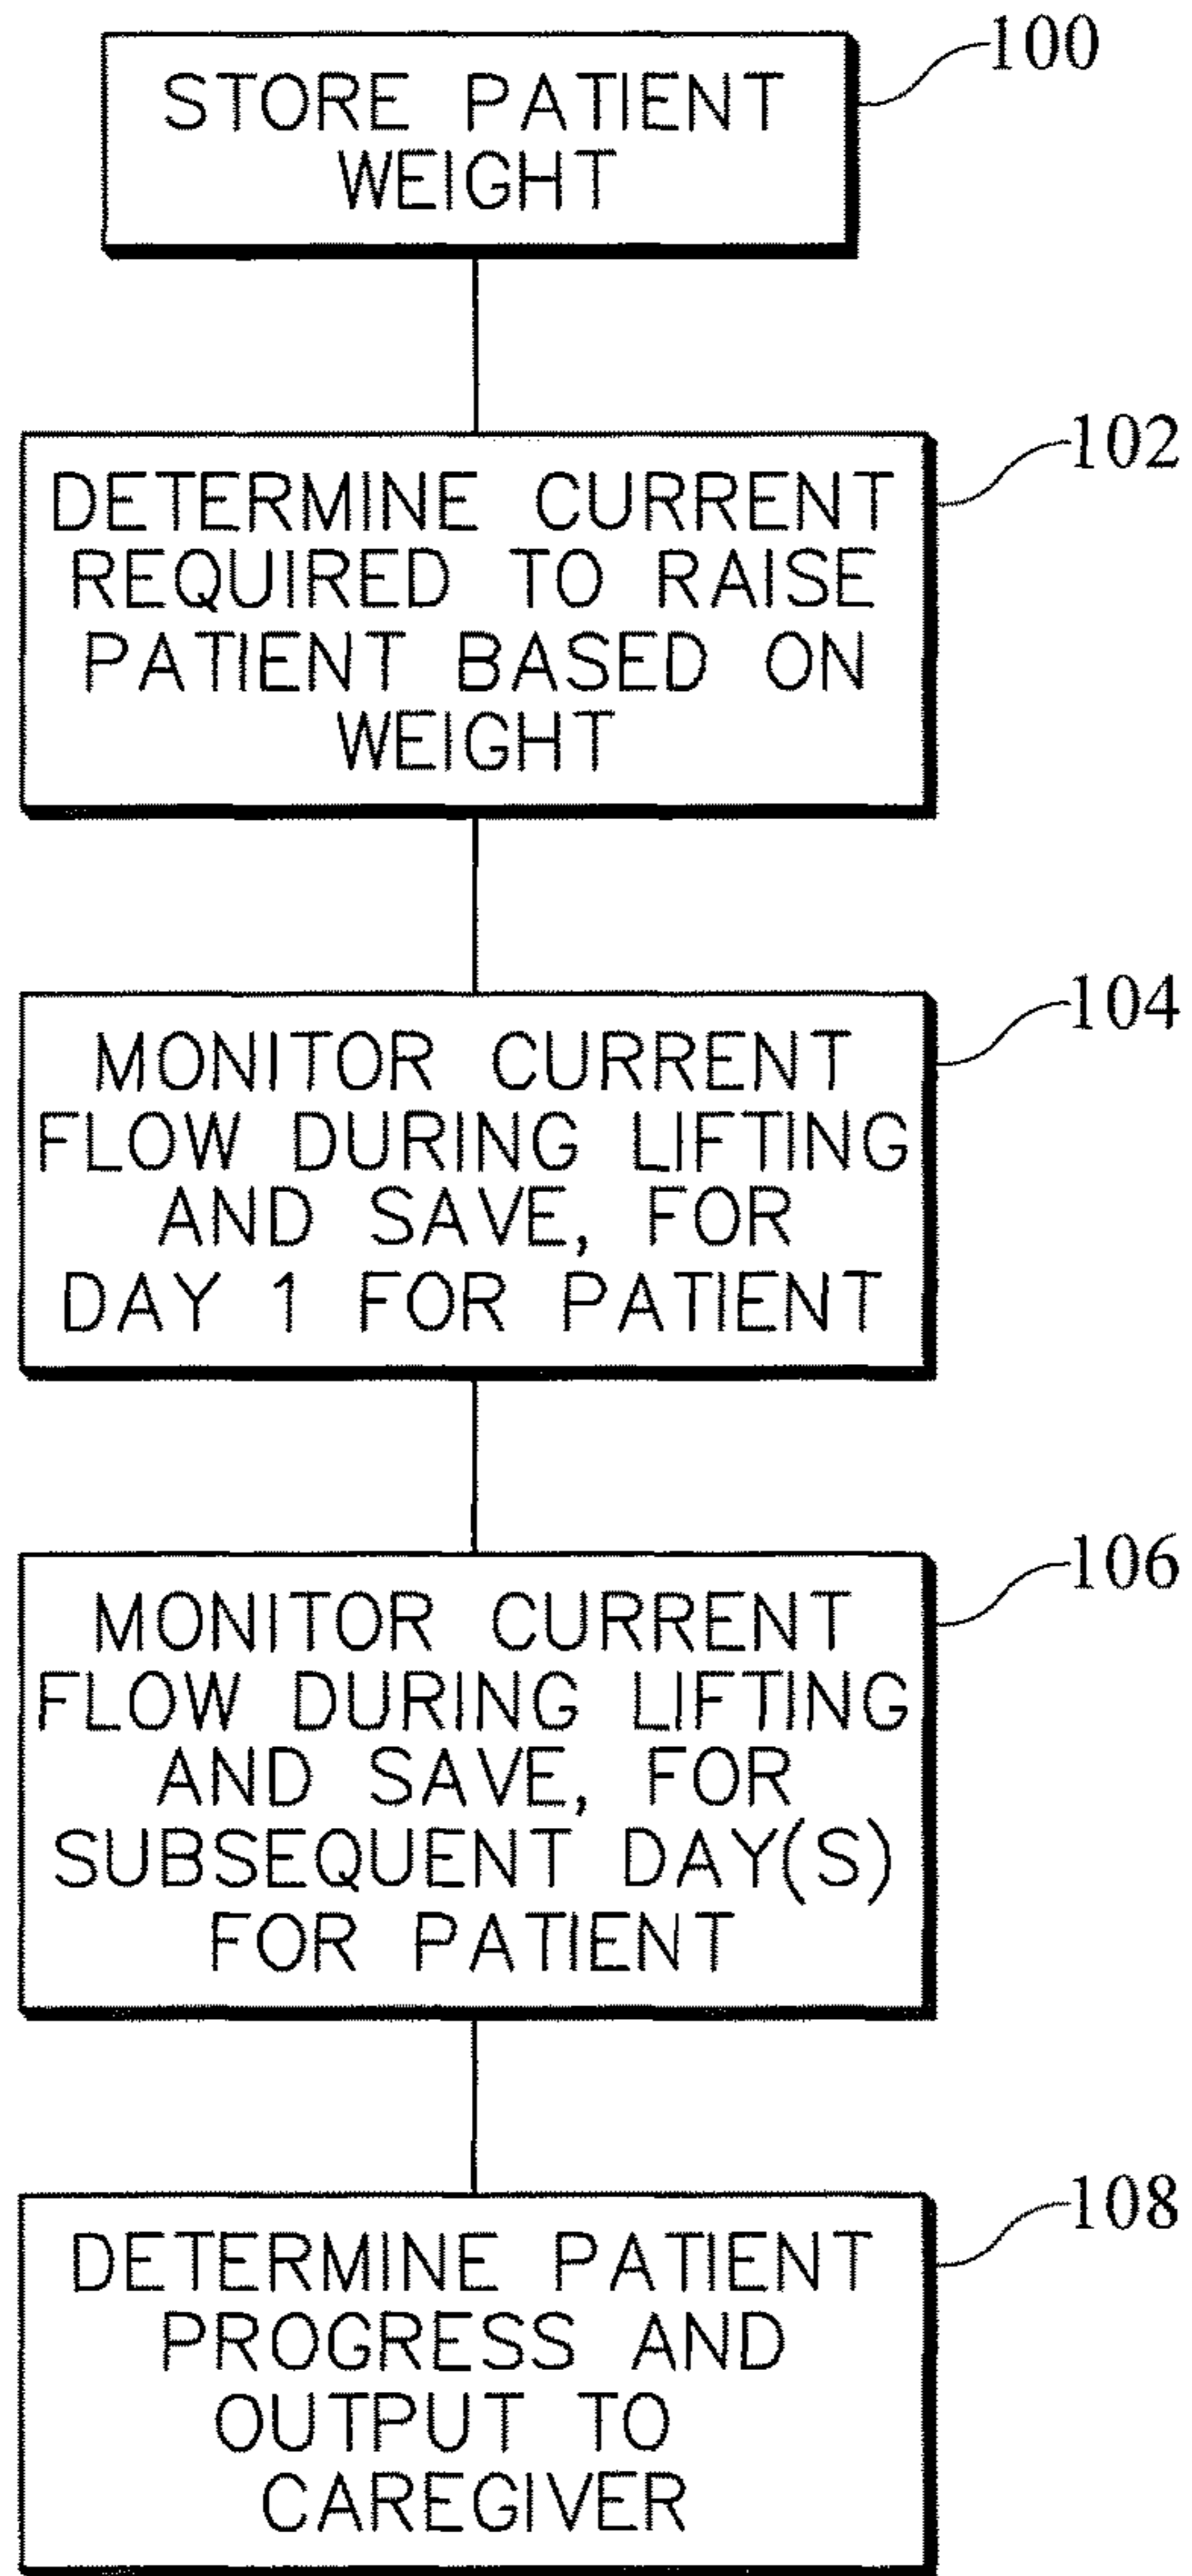 STORE PATIENT
WEIGHT
100
DETERMINE CURRENT
REQUIRED TO RAISE
PATIENT BASED ON
WEIGHT
102
MONITOR CURRENT
FLOW DURING LIFTING
AND SAVE, FOR
DAY 1 FOR PATIENT
104
MONITOR CURRENT
FLOW DURING LIFTING
AND SAVE, FOR
SUBSEQUENT DAY(S)
FOR PATIENT
106
DETERMINE PATIENT
PROGRESS AND
OUTPUT TO
CAREGIVER
108